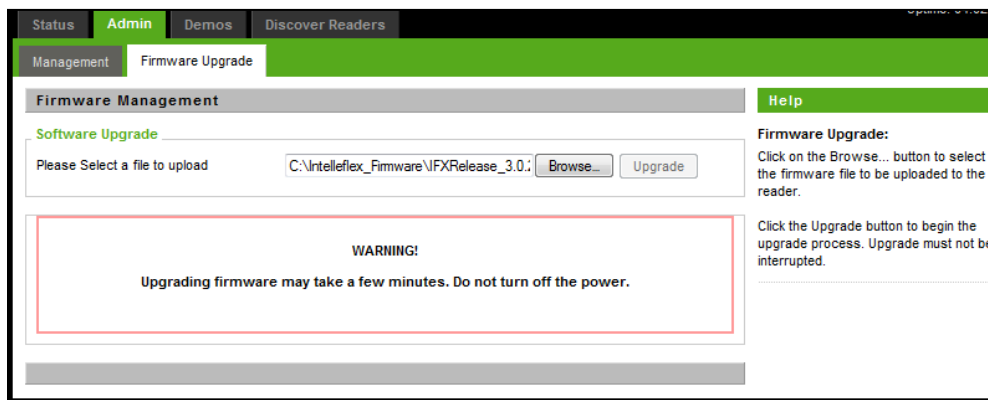 Status Admin Demos Discover Readers
Management Firmware Upgrade
Firmware Management
Software Upgrade
Please Select a file to upload C:\Intelleflex_Firmware\IFXRelease_3.0.2 Browse... Upgrade
WARNING!
Upgrading firmware may take a few minutes. Do not turn off the power.
Help
Firmware Upgrade:
Click on the Browse... button to select
the firmware file to be uploaded to the
reader.
Click the Upgrade button to begin the
upgrade process. Upgrade must not be
interrupted.